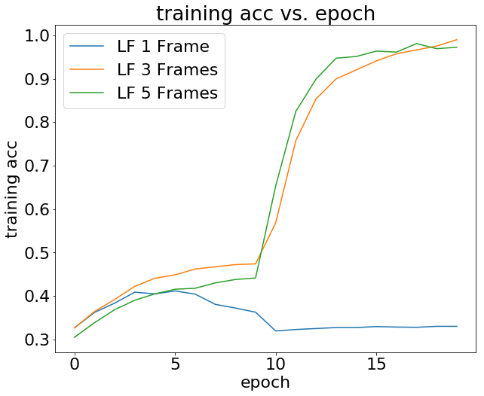 training acc vs. epoch
LF 1 Frame
LF 3 Frames
LF 5 Frames
training acc
1.0
0.9
0.8
0.7
0.6
0.5
0.4
0.3
0
5
10
15
epoch